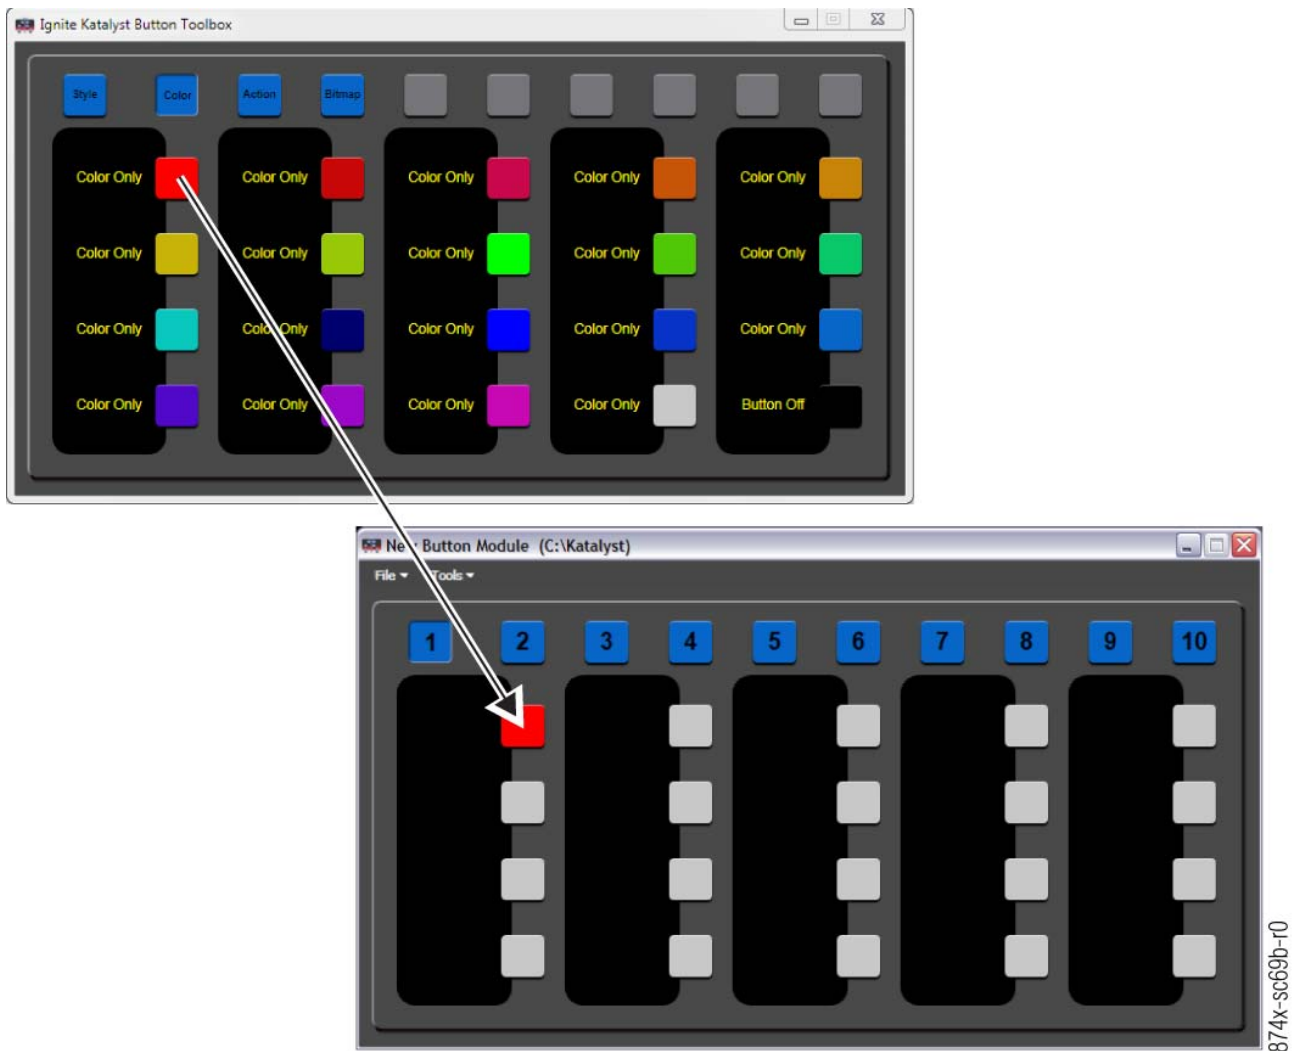 Ignite Katalyst Button Toolbox
Style Color Action Bitmap
Color Only Color Only Color Only Color Only Color Only
Color Only Color Only Color Only Color Only Color Only
Color Only Color Only Color Only Color Only Color Only
Color Only Color Only Color Only Color Only Button Off
New Button Module (C:\Katalyst)
File Tools
1 2 3 4 5 6 7 8 9 10
874x-sc69b-r0